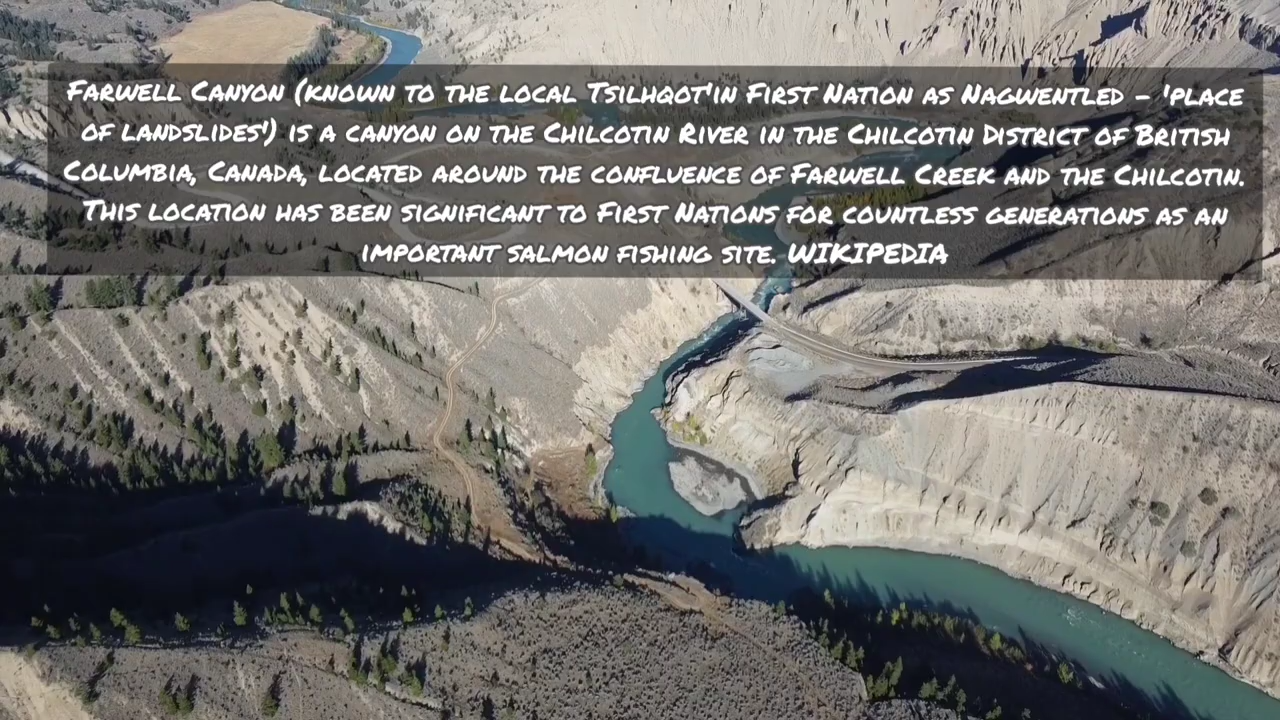 Farwell Canyon (known to the local Tsilhqot'in First Nation as Nagwentled - 'place
of landslides') is a canyon on the Chilcotin River in the Chilcotin District of British
Columbia, Canada, located around the confluence of Farwell Creek and the Chilcotin.
This location has been significant to First Nations for countless generations as an
important salmon fishing site. WIKIPEDIA